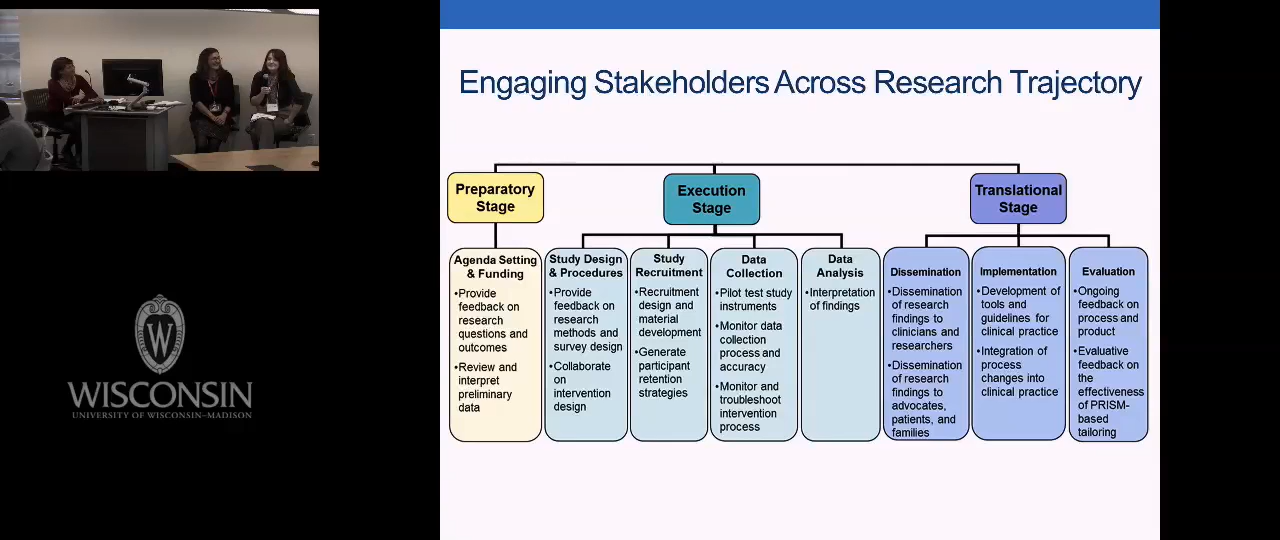 Engaging Stakeholders Across Research Trajectory
Preparatory
Stage
Execution
Stage
Translational
Stage
Agenda Setting
& Funding
•Provide
feedback on
research
questions and
outcomes
•Review and
interpret
preliminary
data
Study Design
& Procedures
•Provide
feedback on
research
methods and
survey design
•Collaborate
on
intervention
design
Study
Recruitment
•Recruitment
design and
material
development
•Generate
participant
retention
strategies
Data
Collection
•Pilot test study
instruments
•Monitor data
collection
process and
accuracy
•Monitor and
troubleshoot
intervention
process
Data
Analysis
•Interpretation
of findings
Dissemination
•Dissemination
of research
findings to
clinicians and
researchers
•Dissemination
of research
findings to
advocates,
patients, and
families
Implementation
•Development of
tools and
guidelines for
clinical practice
•Integration of
process
changes into
clinical practice
Evaluation
•Ongoing
feedback on
process and
product
•Evaluative
feedback on
the
effectiveness
of PRISM-
based
tailoring
W
WISCONSIN
UNIVERSITY OF WISCONSIN–MADISON